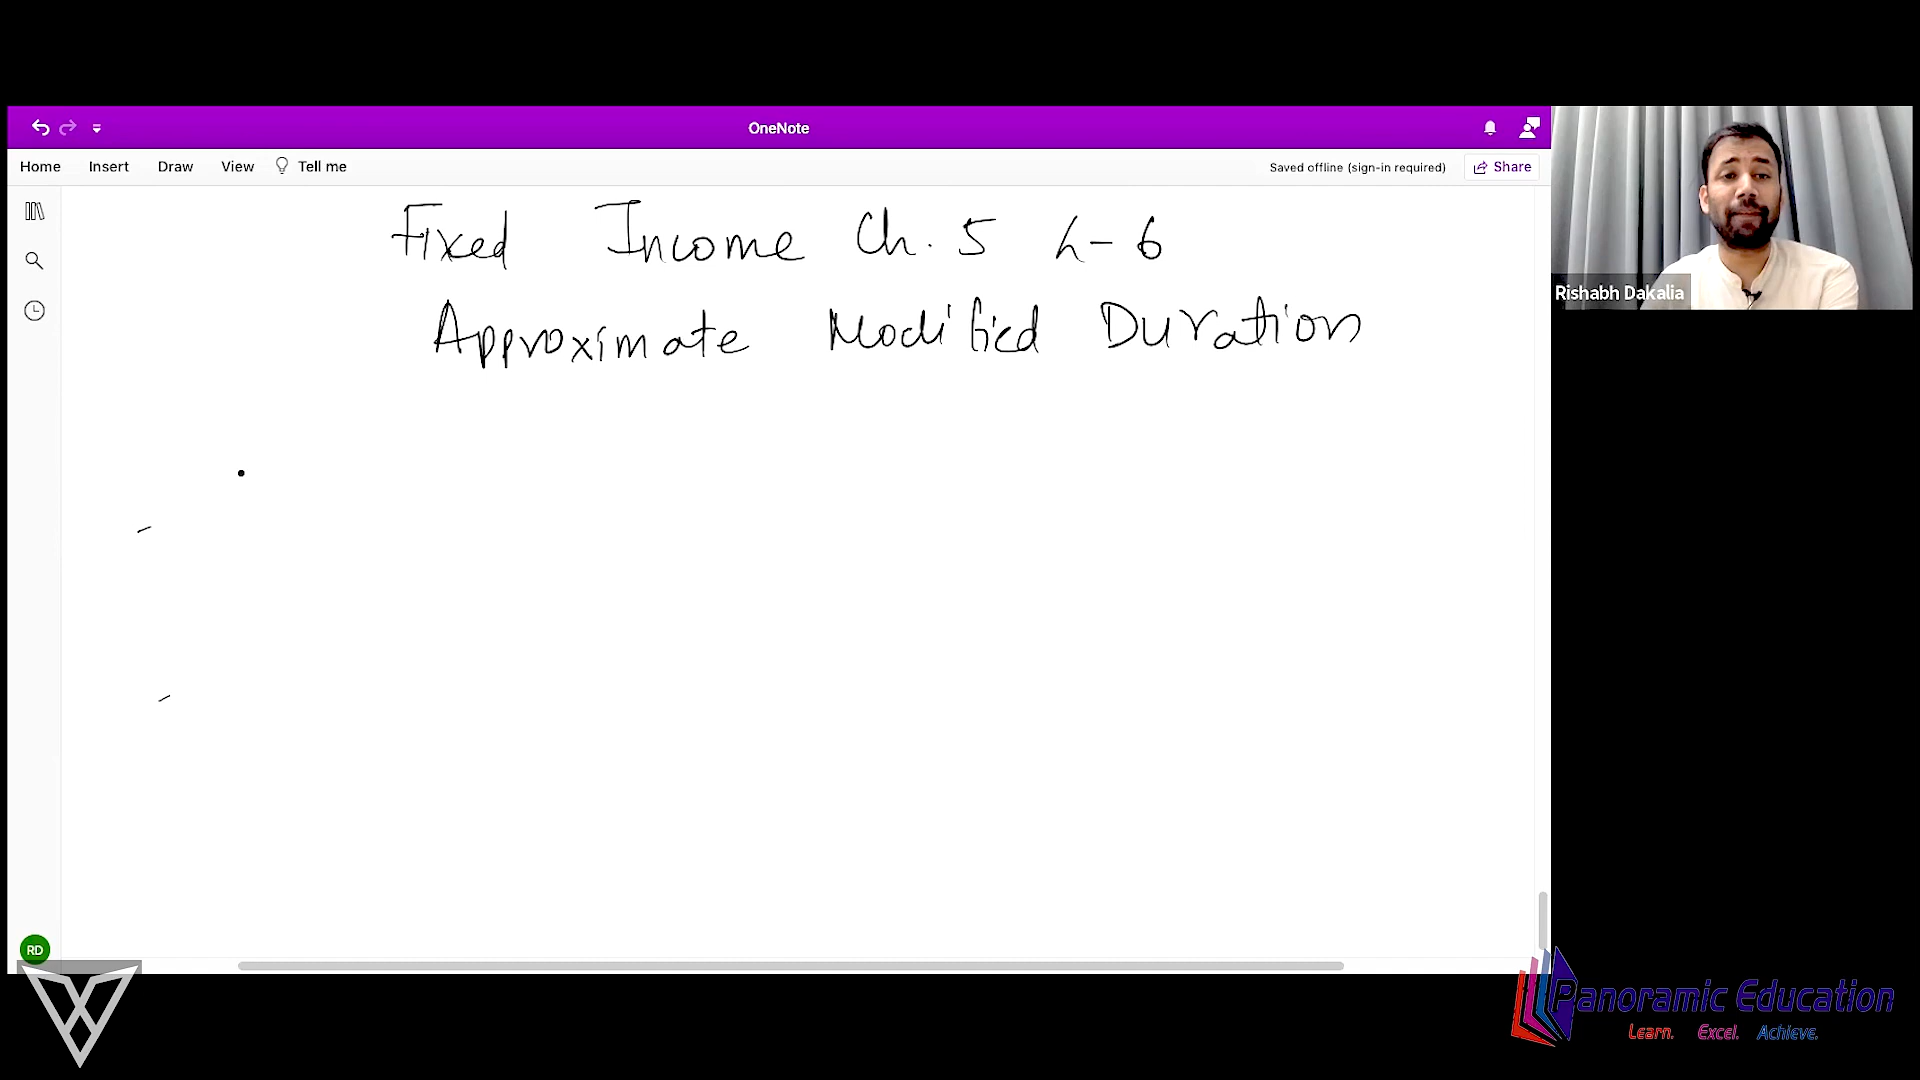 OneNote
Home Insert Draw View Tell me Saved offline (sign-in required) Share
Rishabh Dakalia
Fixed Income Ch. 5 L-6
Approximate Modified Duration
RD
Panoramic Education
Learn. Excel. Achieve.